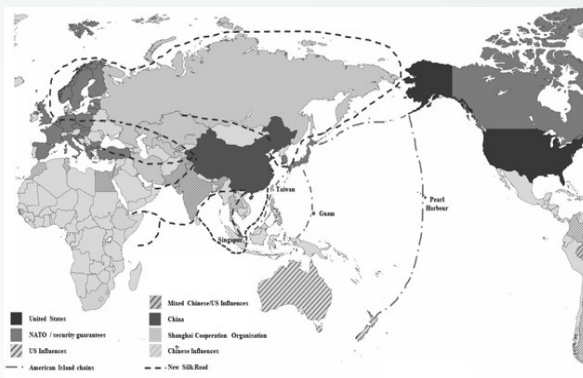 Taiwan
Guam
Pearl
Harbour
Singapore
Mixed Chinese/US Influences
United States
China
NATO / security guarantees
Shanghai Cooperation Organisation
US Influences
Chinese Influences
American Island chains
New Silk Road